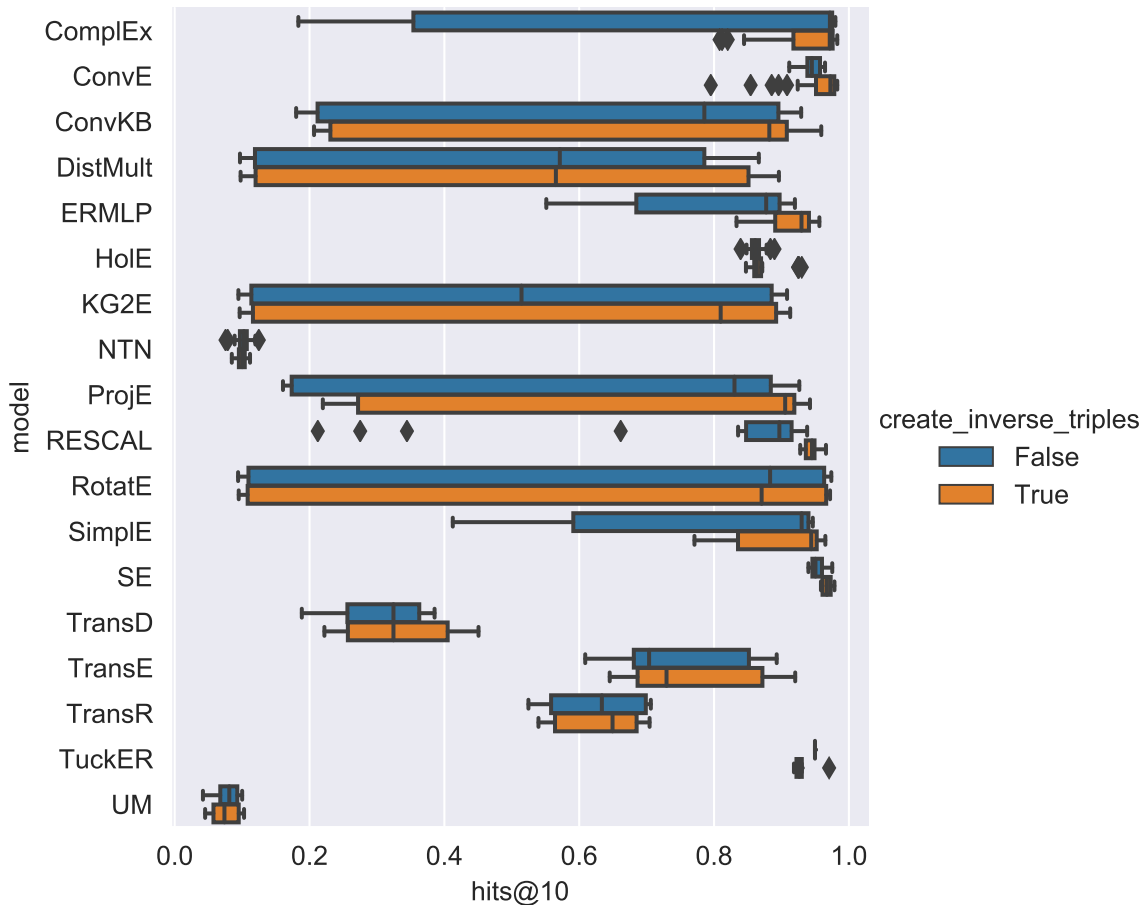 ComplEx
ConvE
ConvKB
DistMult
ERMLP
HolE
KG2E
NTN
ProjE
RESCAL
RotatE
SimplE
SE
TransD
TransE
TransR
TuckER
UM
model
0.0 0.2 0.4 0.6 0.8 1.0
hits@10
create_inverse_triples
False
True